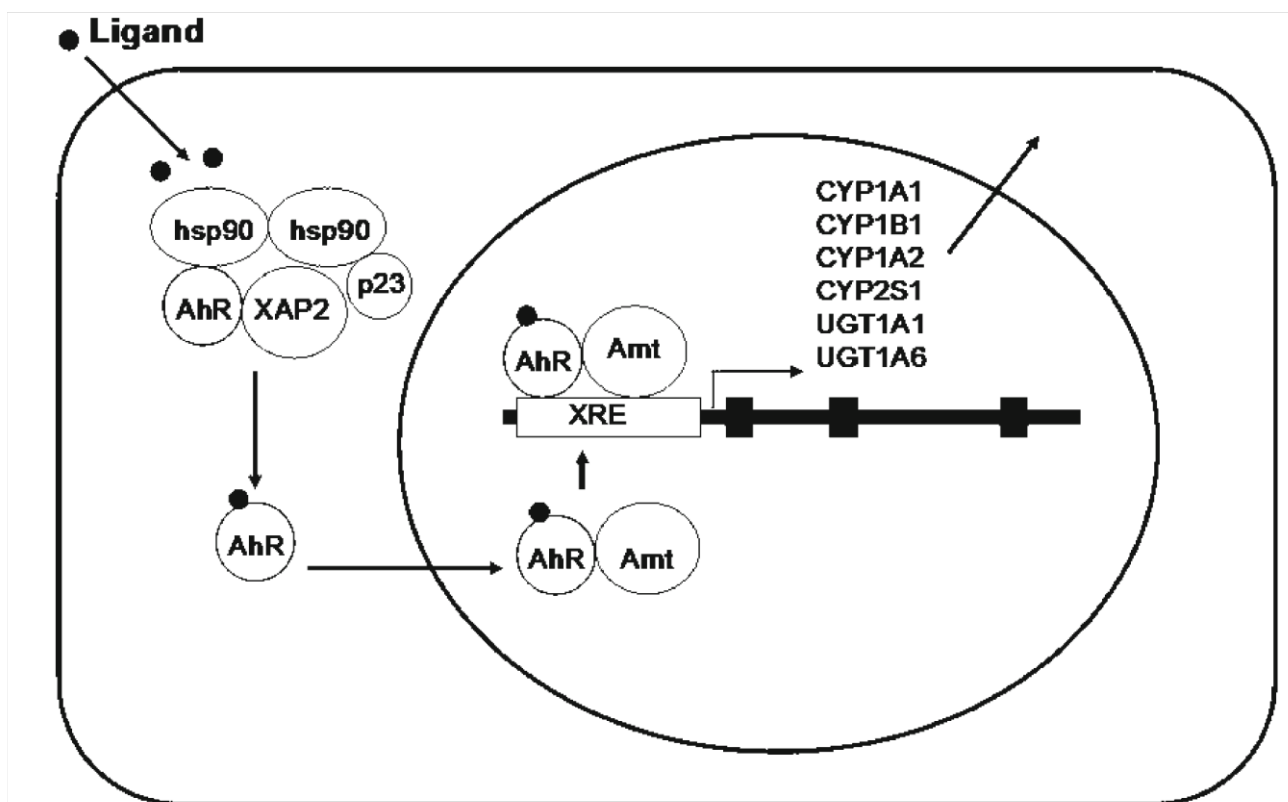 Ligand
hsp90
hsp90
AhR
XAP2
p23
CYP1A1
CYP1B1
CYP1A2
CYP2S1
UGT1A1
UGT1A6
AhR
Amt
XRE
AhR
AhR
Amt